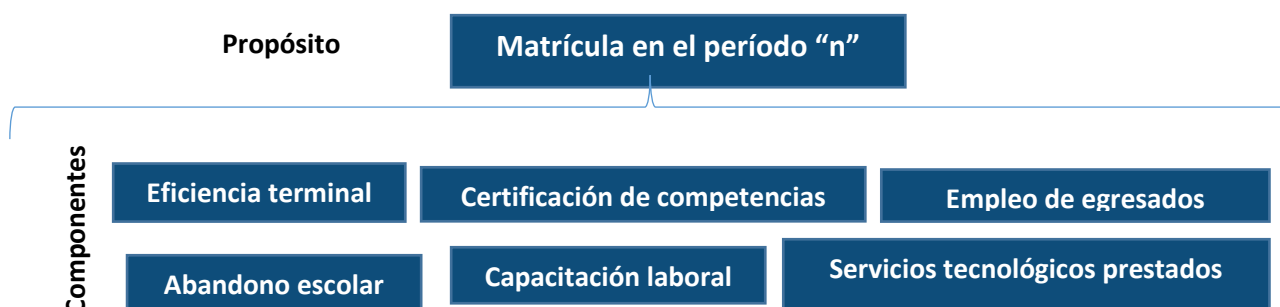 Propósito
Matrícula en el período “n”
Componentes
Eficiencia terminal
Certificación de competencias
Empleo de egresados
Abandono escolar
Capacitación laboral
Servicios tecnológicos prestados